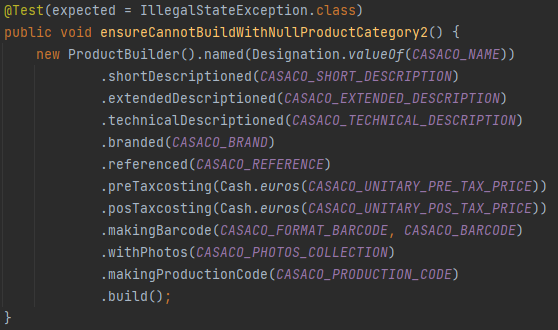 @Test(expected = IllegalStateException.class)
public void ensureCannotBuildWithNullProductCategory2() {
    new ProductBuilder().named(Designation.valueOf(CASACO_NAME))
            .shortDescriptioned(CASACO_SHORT_DESCRIPTION)
            .extendedDescriptioned(CASACO_EXTENDED_DESCRIPTION)
            .technicalDescriptioned(CASACO_TECHNICAL_DESCRIPTION)
            .branded(CASACO_BRAND)
            .referenced(CASACO_REFERENCE)
            .preTaxcosting(Cash.euros(CASACO_UNITARY_PRE_TAX_PRICE))
            .posTaxcosting(Cash.euros(CASACO_UNITARY_POS_TAX_PRICE))
            .makingBarcode(CASACO_FORMAT_BARCODE, CASACO_BARCODE)
            .withPhotos(CASACO_PHOTOS_COLLECTION)
            .makingProductionCode(CASACO_PRODUCTION_CODE)
            .build();
}